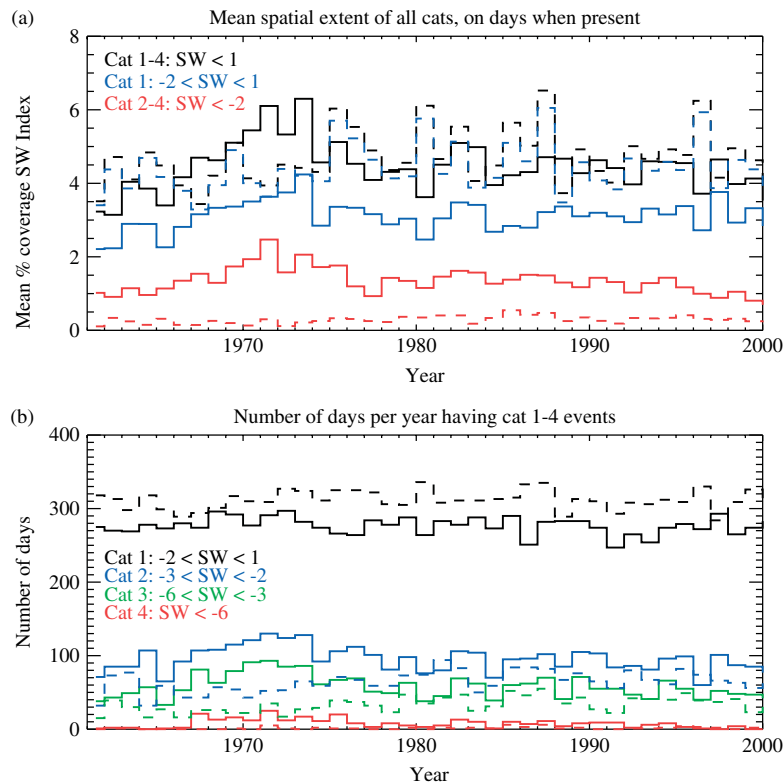 (a) Mean spatial extent of all cats, on days when present
8
6
4
2
0
Mean % coverage SW Index
Cat 1-4: SW < 1
Cat 1: -2 < SW < 1
Cat 2-4: SW < -2
1970 1980 1990 2000
Year
(b) Number of days per year having cat 1-4 events
400
300
200
100
0
Number of days
Cat 1: -2 < SW < 1
Cat 2: -3 < SW < -2
Cat 3: -6 < SW < -3
Cat 4: SW < -6
1970 1980 1990 2000
Year